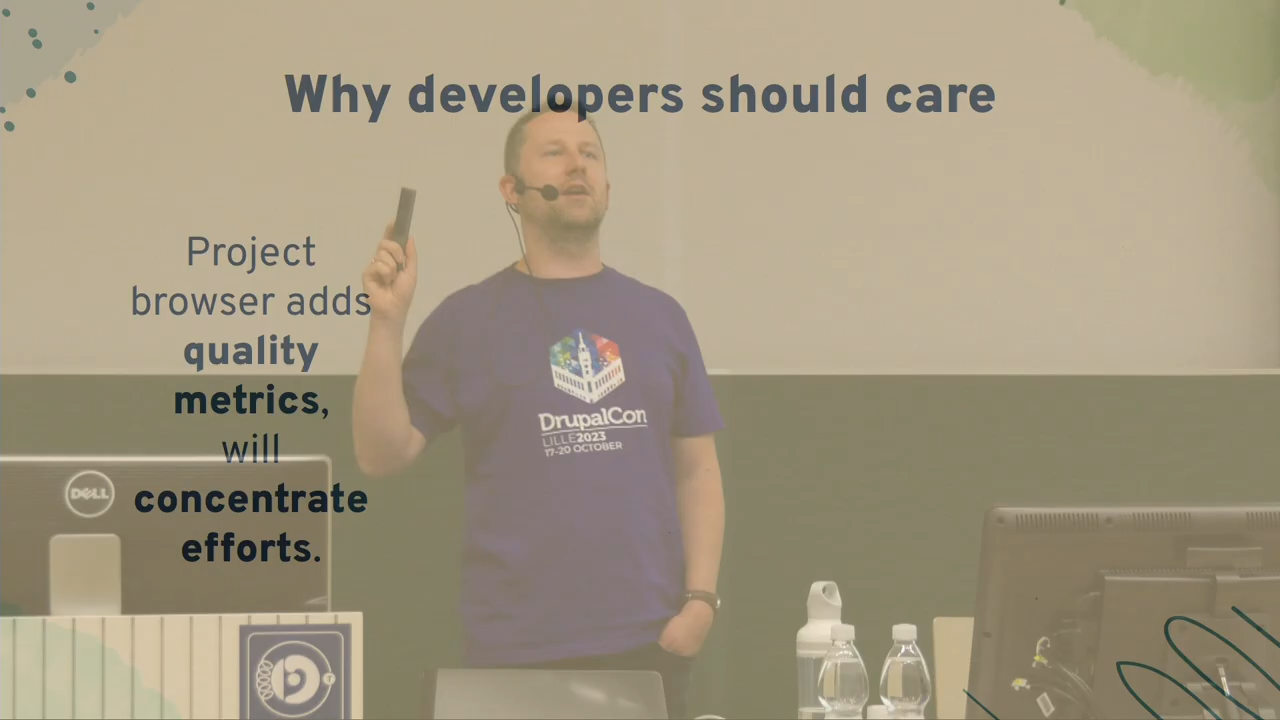 Why developers should care
Project
browser adds
quality
metrics,
will
concentrate
efforts.
DrupalCon
LILLE2023
17-20 OCTOBER
DELL